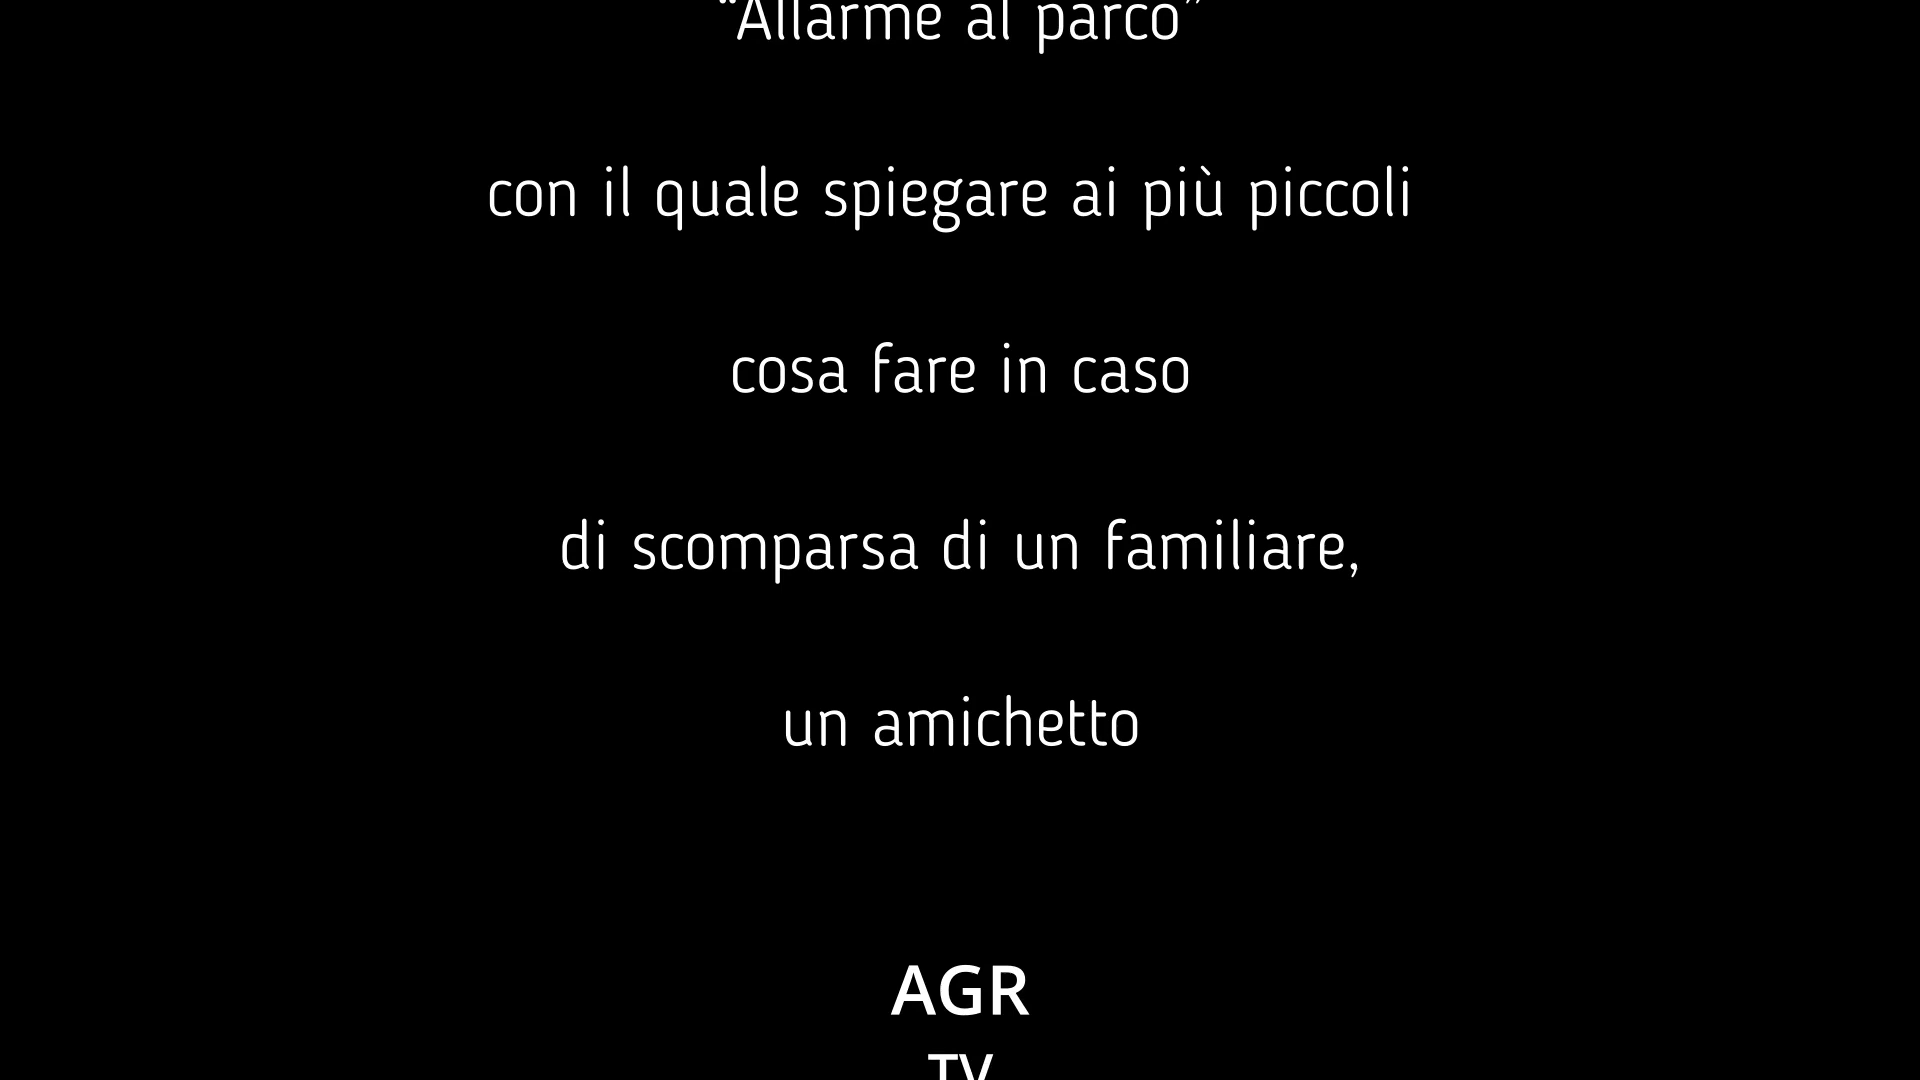 “Allarme al parco”
con il quale spiegare ai più piccoli
cosa fare in caso
di scomparsa di un familiare,
un amichetto
AGR
TV